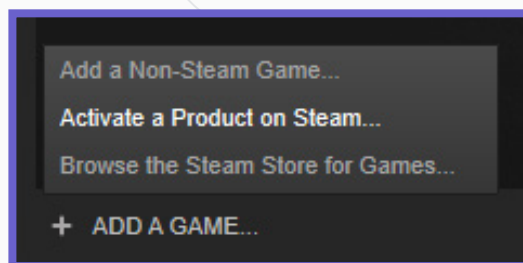 Add a Non-Steam Game...
Activate a Product on Steam...
Browse the Steam Store for Games...
+ ADD A GAME...